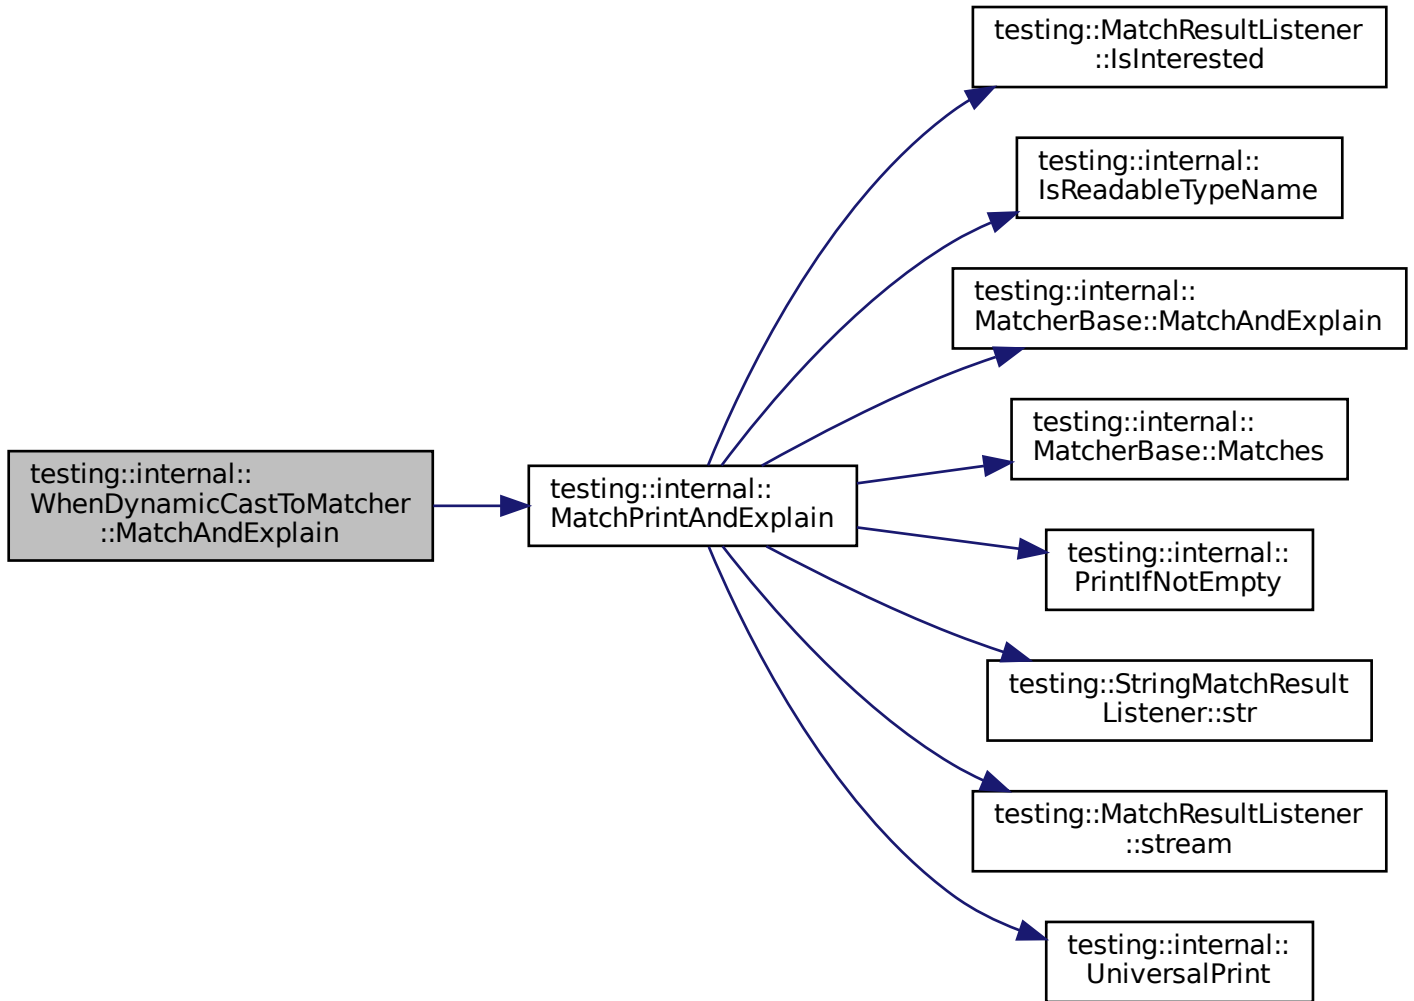 testing::internal::
WhenDynamicCastToMatcher
::MatchAndExplain
testing::internal::
MatchPrintAndExplain
testing::MatchResultListener
::IsInterested
testing::internal::
IsReadableTypeName
testing::internal::
MatcherBase::MatchAndExplain
testing::internal::
MatcherBase::Matches
testing::internal::
PrintIfNotEmpty
testing::StringMatchResult
Listener::str
testing::MatchResultListener
::stream
testing::internal::
UniversalPrint